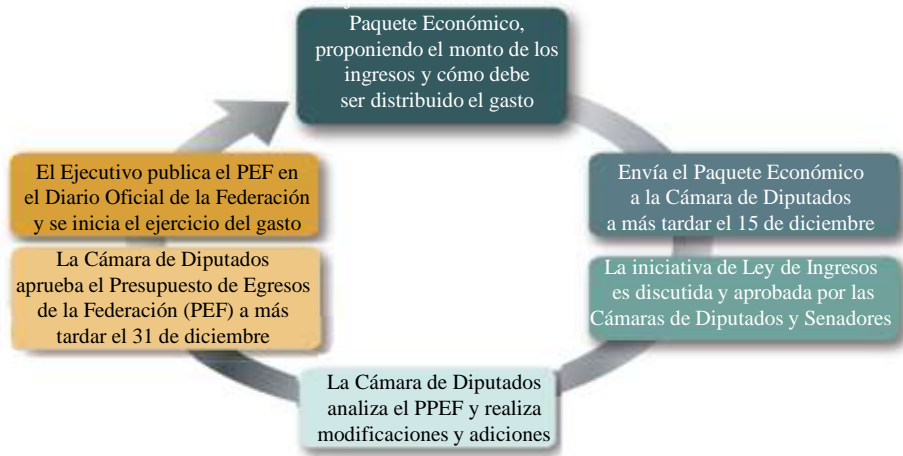 Paquete Económico,
proponiendo el monto de los
ingresos y cómo debe
ser distribuido el gasto
Envía el Paquete Económico
a la Cámara de Diputados
a más tardar el 15 de diciembre
La iniciativa de Ley de Ingresos
es discutida y aprobada por las
Cámaras de Diputados y Senadores
La Cámara de Diputados
analiza el PPEF y realiza
modificaciones y adiciones
La Cámara de Diputados
aprueba el Presupuesto de Egresos
de la Federación (PEF) a más
tardar el 31 de diciembre
El Ejecutivo publica el PEF en
el Diario Oficial de la Federación
y se inicia el ejercicio del gasto